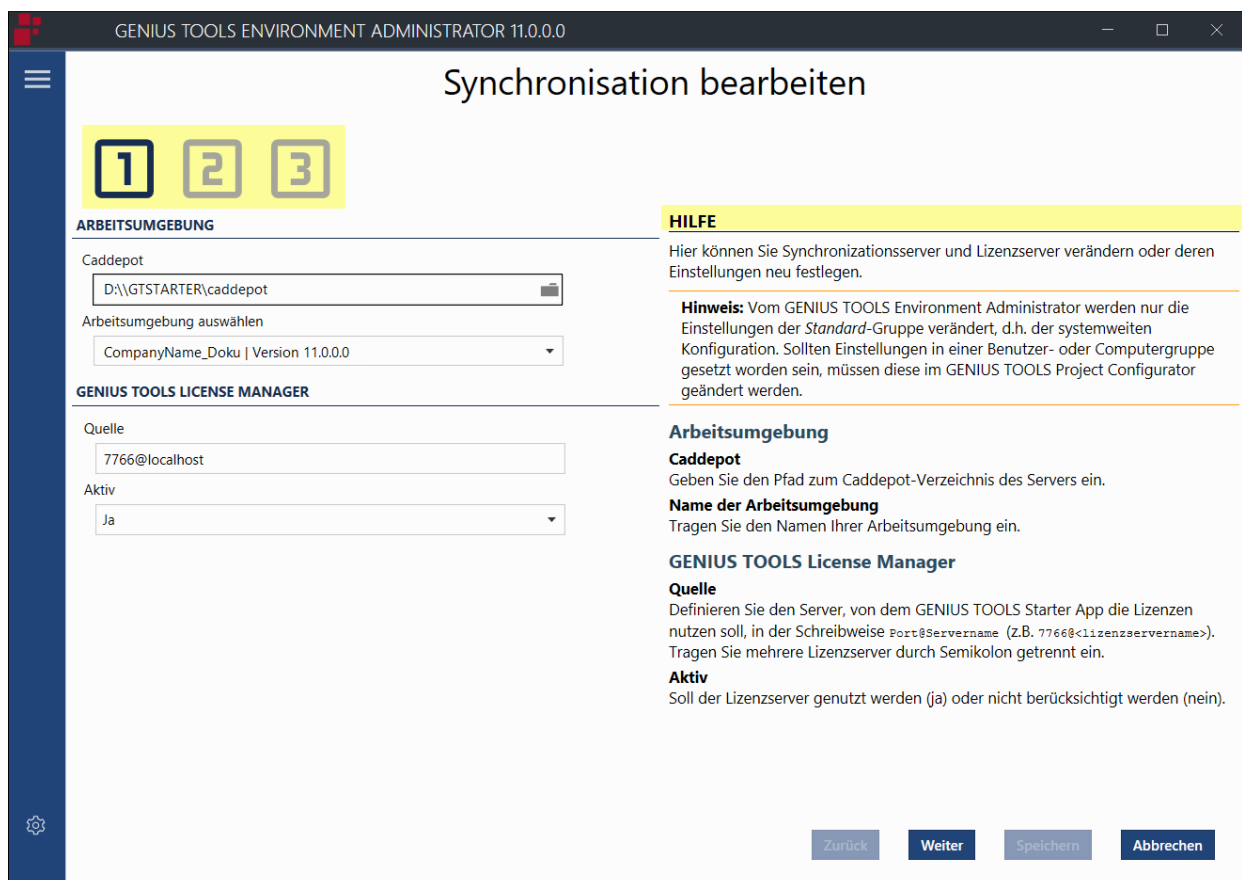 GENIUS TOOLS ENVIRONMENT ADMINISTRATOR 11.0.0.0
Synchronisation bearbeiten
1 2 3
ARBEITSUMGEBUNG
Caddepot
D:\\GTSTARTER\caddepot
Arbeitsumgebung auswählen
CompanyName_Doku | Version 11.0.0.0
GENIUS TOOLS LICENSE MANAGER
Quelle
7766@localhost
Aktiv
Ja
HILFE
Hier können Sie Synchronizationsserver und Lizenzserver verändern oder deren
Einstellungen neu festlegen.
Hinweis: Vom GENIUS TOOLS Environment Administrator werden nur die
Einstellungen der Standard-Gruppe verändert, d.h. der systemweiten
Konfiguration. Sollten Einstellungen in einer Benutzer- oder Computergruppe
gesetzt worden sein, müssen diese im GENIUS TOOLS Project Configurator
geändert werden.
Arbeitsumgebung
Caddepot
Geben Sie den Pfad zum Caddepot-Verzeichnis des Servers ein.
Name der Arbeitsumgebung
Tragen Sie den Namen Ihrer Arbeitsumgebung ein.
GENIUS TOOLS License Manager
Quelle
Definieren Sie den Server, von dem GENIUS TOOLS Starter App die Lizenzen
nutzen soll, in der Schreibweise Port@Servername (z.B. 7766@<lizenzservername>).
Tragen Sie mehrere Lizenzserver durch Semikolon getrennt ein.
Aktiv
Soll der Lizenzserver genutzt werden (ja) oder nicht berücksichtigt werden (nein).
Zurück Weiter Speichern Abbrechen